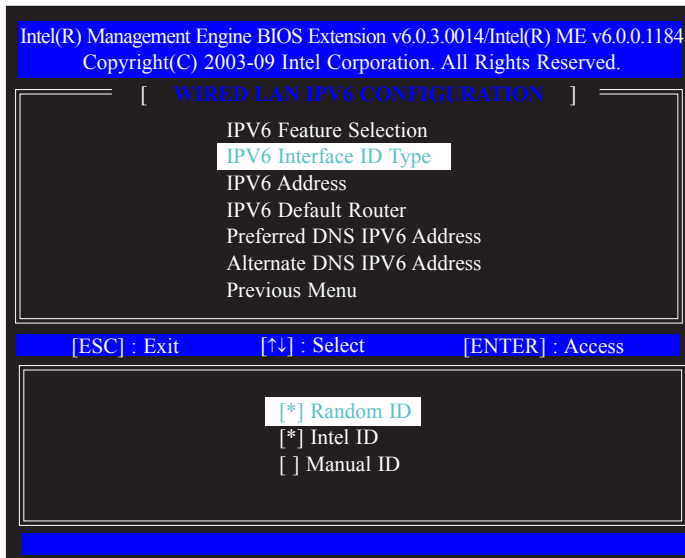 Intel(R) Management Engine BIOS Extension v6.0.3.0014/Intel(R) ME v6.0.0.1184
Copyright(C) 2003-09 Intel Corporation. All Rights Reserved.
[ WIRED LAN IPV6 CONFIGURATION ]
IPV6 Feature Selection
IPV6 Interface ID Type
IPV6 Address
IPV6 Default Router
Preferred DNS IPV6 Address
Alternate DNS IPV6 Address
Previous Menu
[ESC] : Exit [↑↓] : Select [ENTER] : Access
[*] Random ID
[*] Intel ID
[ ] Manual ID